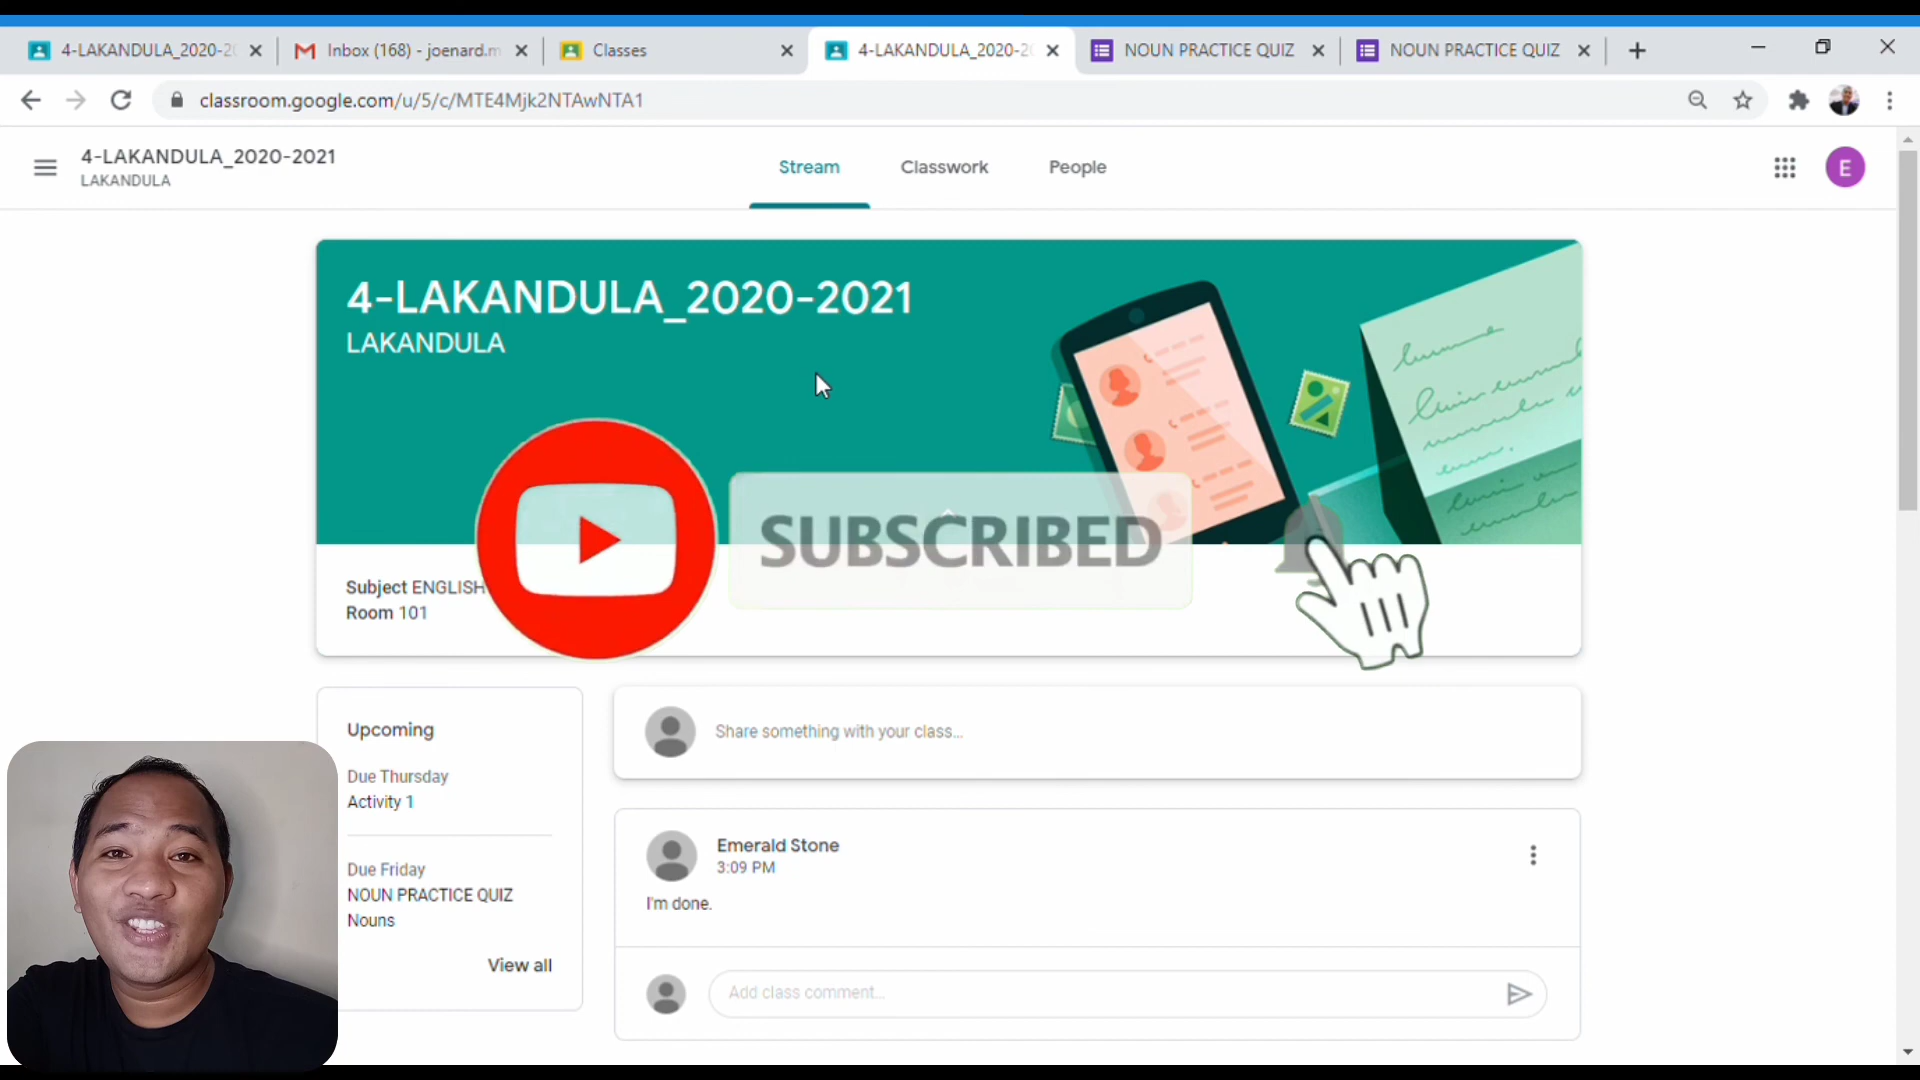 4-LAKANDULA_2020-2
Inbox (168) - joenard.m
Classes
4-LAKANDULA_2020-20
NOUN PRACTICE QUIZ
NOUN PRACTICE QUIZ
classroom.google.com/u/5/c/MTE4Mjk2NTAwNTA1
4-LAKANDULA_2020-2021
LAKANDULA
Stream
Classwork
People
E
4-LAKANDULA_2020-2021
LAKANDULA
SUBSCRIBED
Subject ENGLISH
Room 101
Upcoming
Due Thursday
Activity 1
Due Friday
NOUN PRACTICE QUIZ
Nouns
View all
Share something with your class...
Emerald Stone
3:09 PM
I'm done.
Add class comment...